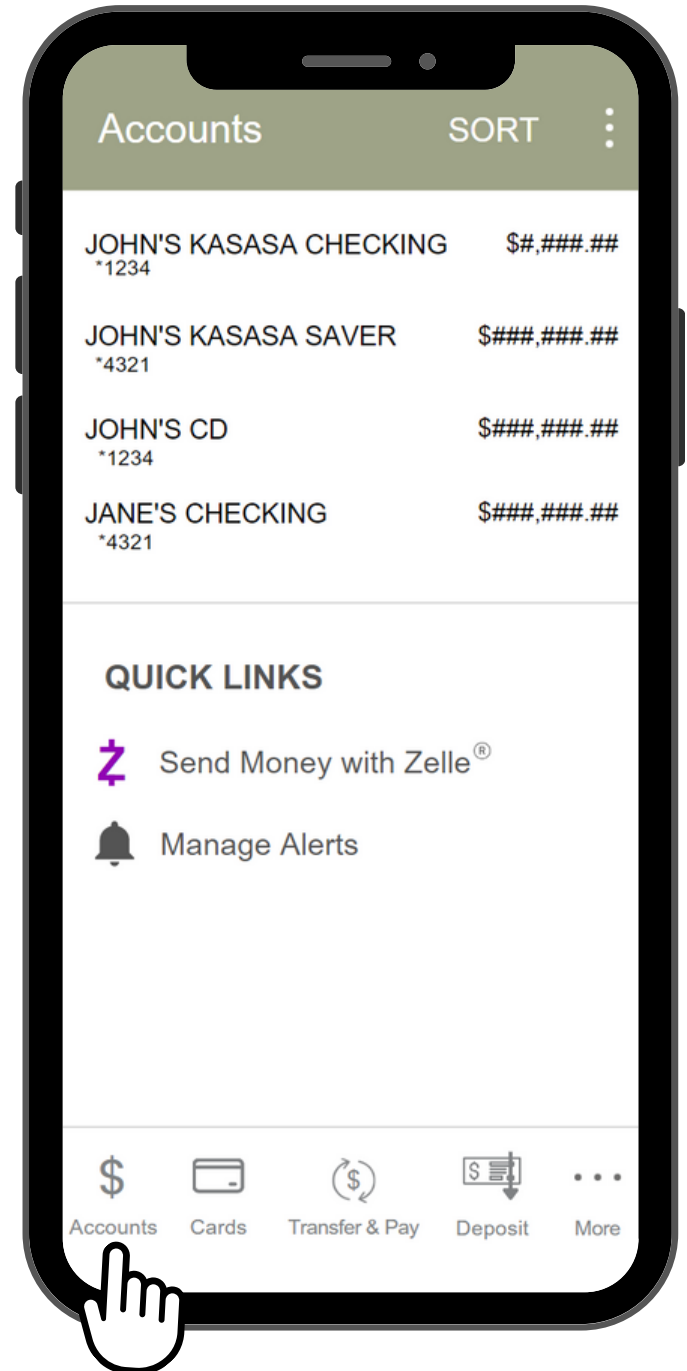 Accounts SORT
JOHN'S KASASA CHECKING $#,###.##
*1234
JOHN'S KASASA SAVER $###,###.##
*4321
JOHN'S CD $###,###.##
*1234
JANE'S CHECKING $###,###.##
*4321
QUICK LINKS
Send Money with Zelle®
Manage Alerts
$ $ $
Accounts Cards Transfer & Pay Deposit More